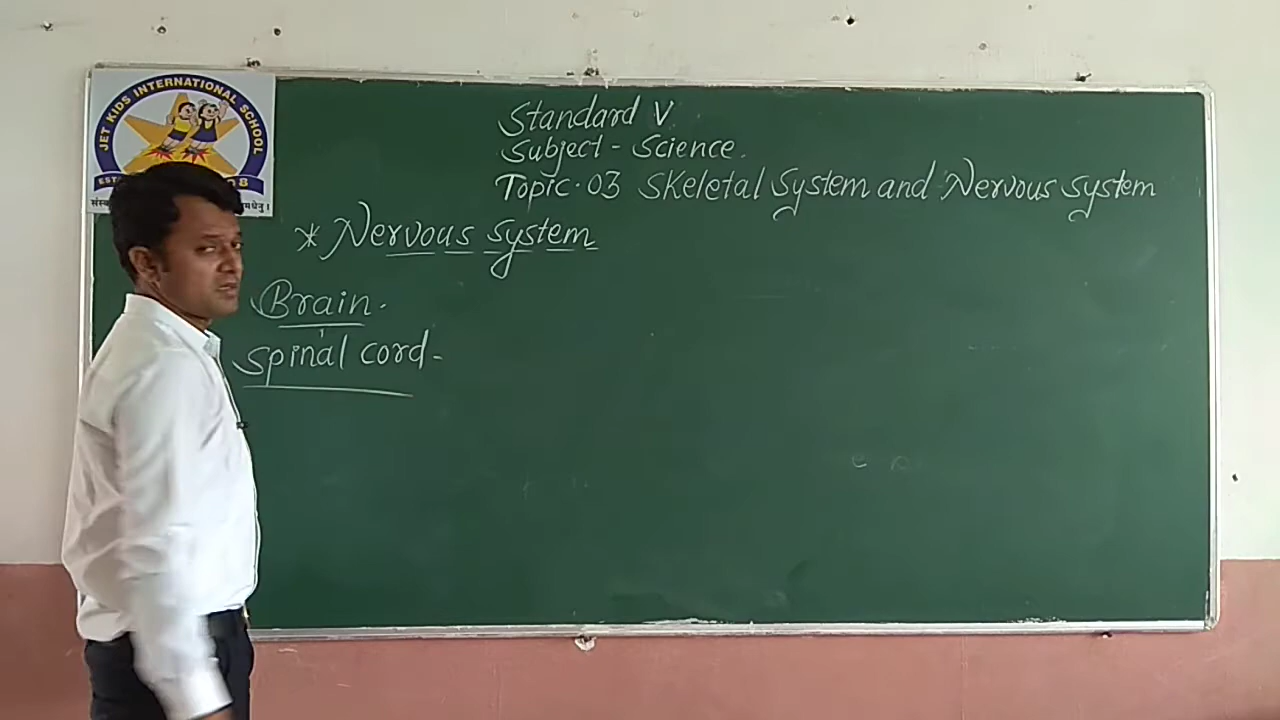 JET KIDS INTERNATIONAL SCHOOL
Standard V
Subject - Science.
Topic. 03 Skeletal System and Nervous System
* Nervous System
Brain.
Spinal cord -